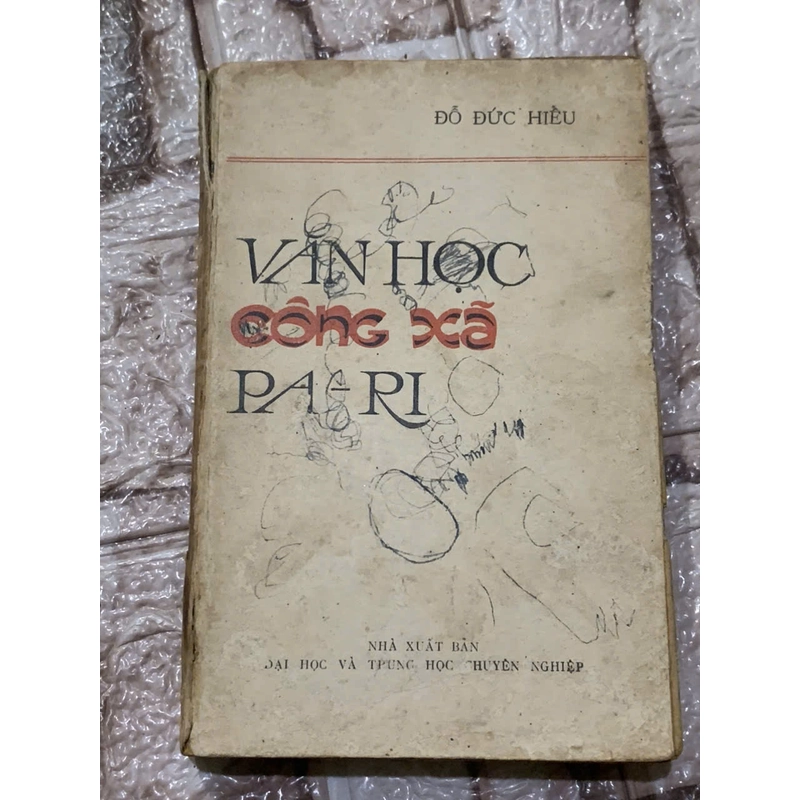 ĐỖ ĐỨC HIỂU
VĂN HỌC
CÔNG XÃ
PA-RI
NHÀ XUẤT BẢN
ĐẠI HỌC VÀ TRUNG HỌC CHUYÊN NGHIỆP